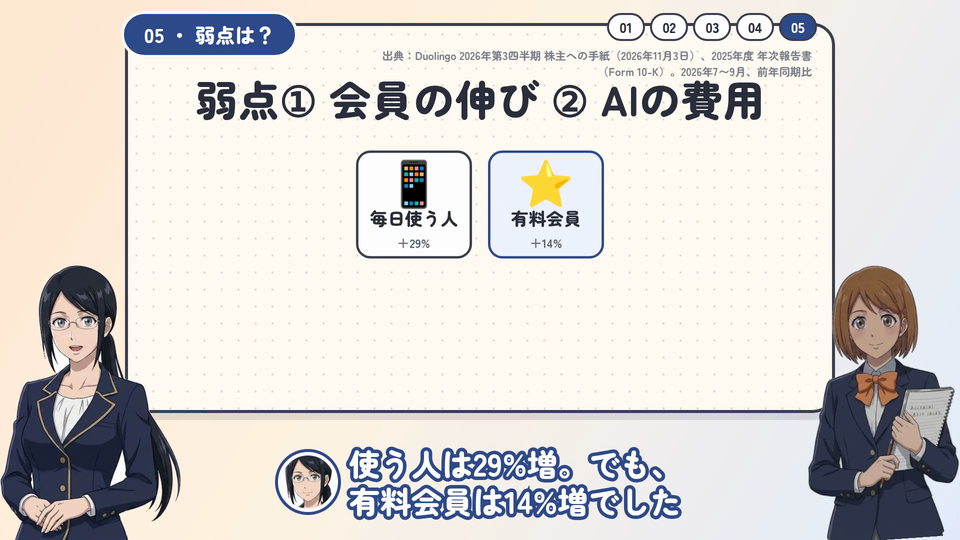 05 ・ 弱点は？
01 02 03 04 05
出典：Duolingo 2026年第3四半期 株主への手紙（2026年11月3日）、2025年度 年次報告書
（Form 10-K）。2026年7〜9月、前年同期比
弱点① 会員の伸び ② AIの費用
毎日使う人
＋29%
有料会員
＋14%
使う人は29%増。でも、
有料会員は14%増でした